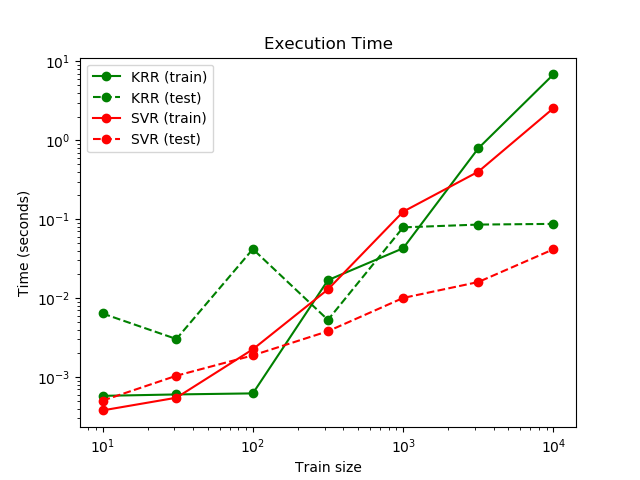 Execution Time
KRR (train)
KRR (test)
SVR (train)
SVR (test)
10¹
10⁰
10⁻¹
10⁻²
10⁻³
Time (seconds)
10¹ 10² 10³ 10⁴
Train size